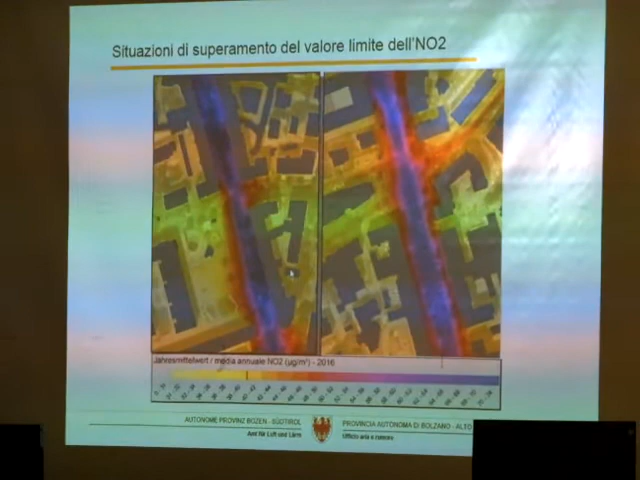 Situazioni di superamento del valore limite dell'NO2
Jahresmittelwert / media annuale NO2 (µg/m³) - 2016
AUTONOME PROVINZ BOZEN - SÜDTIROL
Amt für Luft und Lärm
PROVINCIA AUTONOMA DI BOLZANO - ALTO
Ufficio aria e rumore